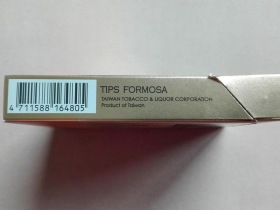 TIPS FORMOSA
TAIWAN TOBACCO & LIQUOR CORPORATION
Product of Taiwan
4 711588 164805